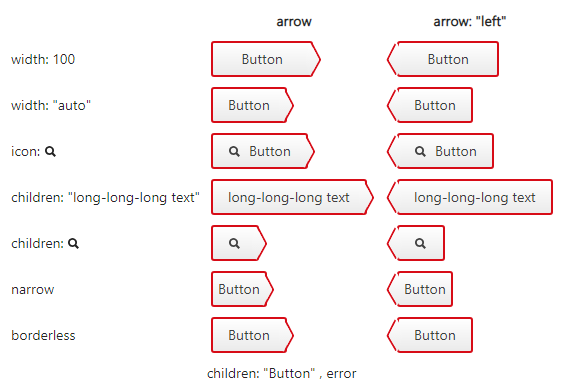 arrow arrow: "left"
width: 100 Button Button
width: "auto" Button Button
icon: Button Button
children: "long-long-long text" long-long-long text long-long-long text
children:
narrow Button Button
borderless Button Button
children: "Button" , error